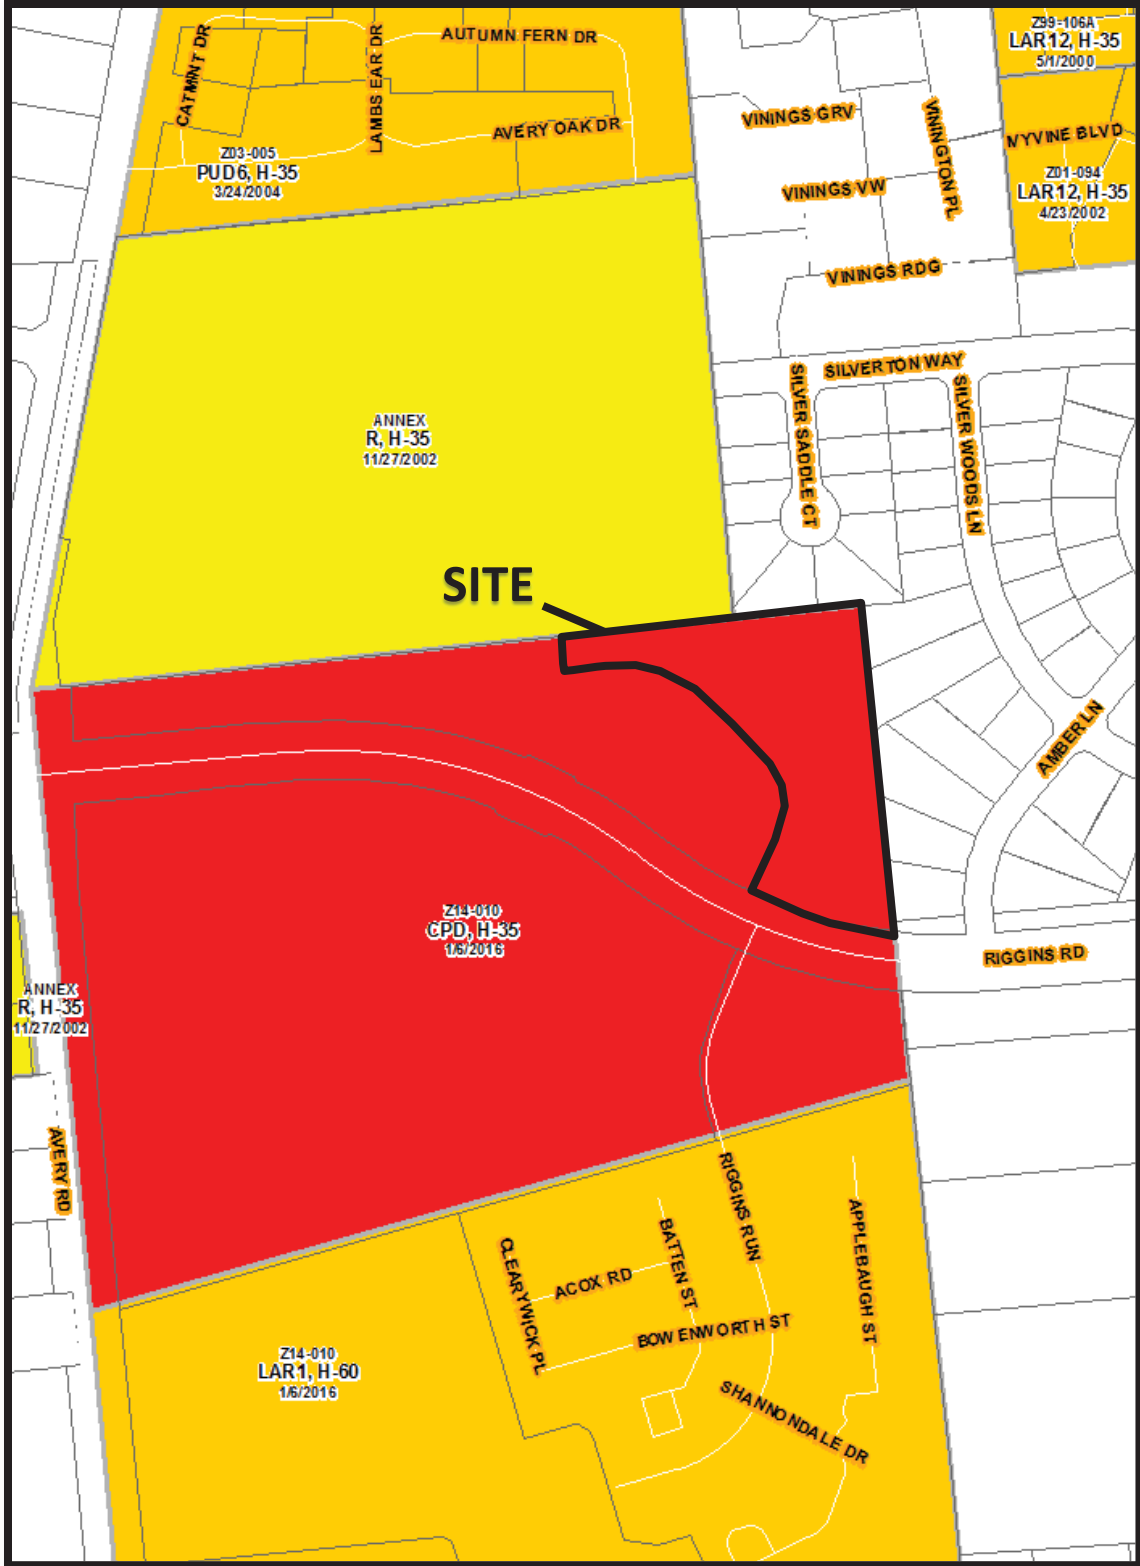 CATMINT DR
LAMBS EAR DR
AUTUMN FERN DR
AVERY OAK DR
Z03-005
PUD6, H-35
3/24/2004
VININGS GRV
VININGTON PL
VININGS VW
VININGS RDG
Z99-106A
LAR12, H-35
5/1/2000
MYVINE BLVD
Z01-094
LAR12, H-35
4/23/2002
SILVERTON WAY
SILVER SADDLE CT
SILVER WOODS LN
ANNEX
R, H-35
11/27/2002
SITE
AMBER LN
Z14-010
CPD, H-35
1/6/2016
RIGGINS RD
ANNEX
R, H-35
11/27/2002
AVERY RD
RIGGINS RUN
CLEARYWICK PL
ACOX RD
BATTEN ST
BOWENWORTH ST
APPLEBAUGH ST
SHANNONDALE DR
Z14-010
LAR1, H-60
1/6/2016